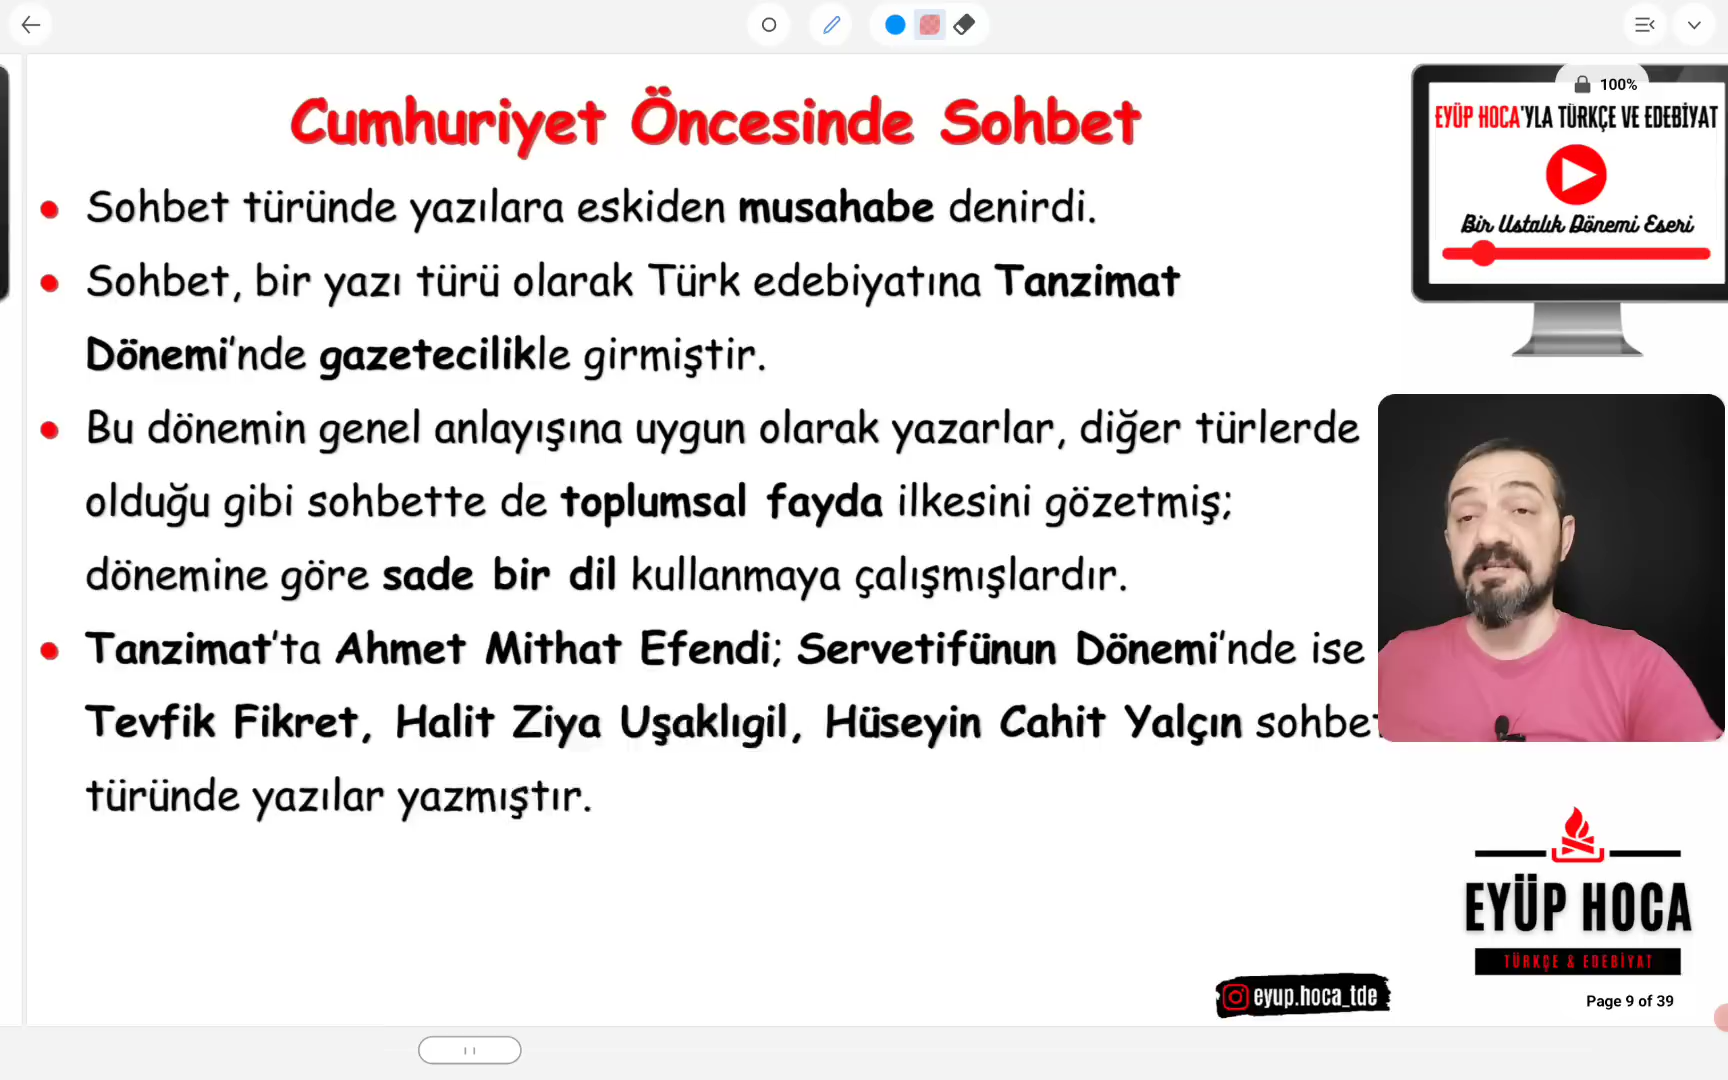 100%
Cumhuriyet Öncesinde Sohbet
EYÜP HOCA'YLA TÜRKÇE VE EDEBİYAT
Bir Ustalık Dönemi Eseri
Sohbet türünde yazılara eskiden musahabe denirdi.
Sohbet, bir yazı türü olarak Türk edebiyatına Tanzimat
Dönemi'nde gazetecilikle girmiştir.
Bu dönemin genel anlayışına uygun olarak yazarlar, diğer türlerde
olduğu gibi sohbette de toplumsal fayda ilkesini gözetmiş;
dönemine göre sade bir dil kullanmaya çalışmışlardır.
Tanzimat'ta Ahmet Mithat Efendi; Servetifünun Dönemi'nde ise
Tevfik Fikret, Halit Ziya Uşaklıgil, Hüseyin Cahit Yalçın sohbet
türünde yazılar yazmıştır.
EYÜP HOCA
TÜRKÇE & EDEBİYAT
eyup.hoca_tde
Page 9 of 39